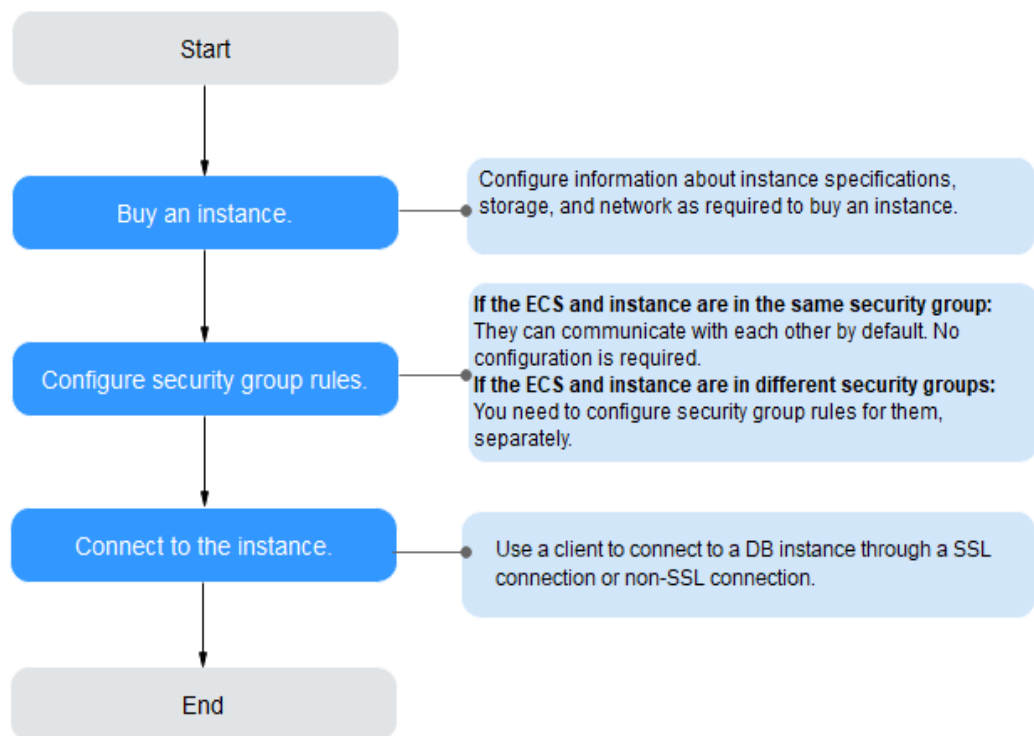 Start
Buy an instance.
Configure information about instance specifications,
storage, and network as required to buy an instance.
Configure security group rules.
If the ECS and instance are in the same security group:
They can communicate with each other by default. No
configuration is required.
If the ECS and instance are in different security groups:
You need to configure security group rules for them,
separately.
Connect to the instance.
Use a client to connect to a DB instance through a SSL
connection or non-SSL connection.
End